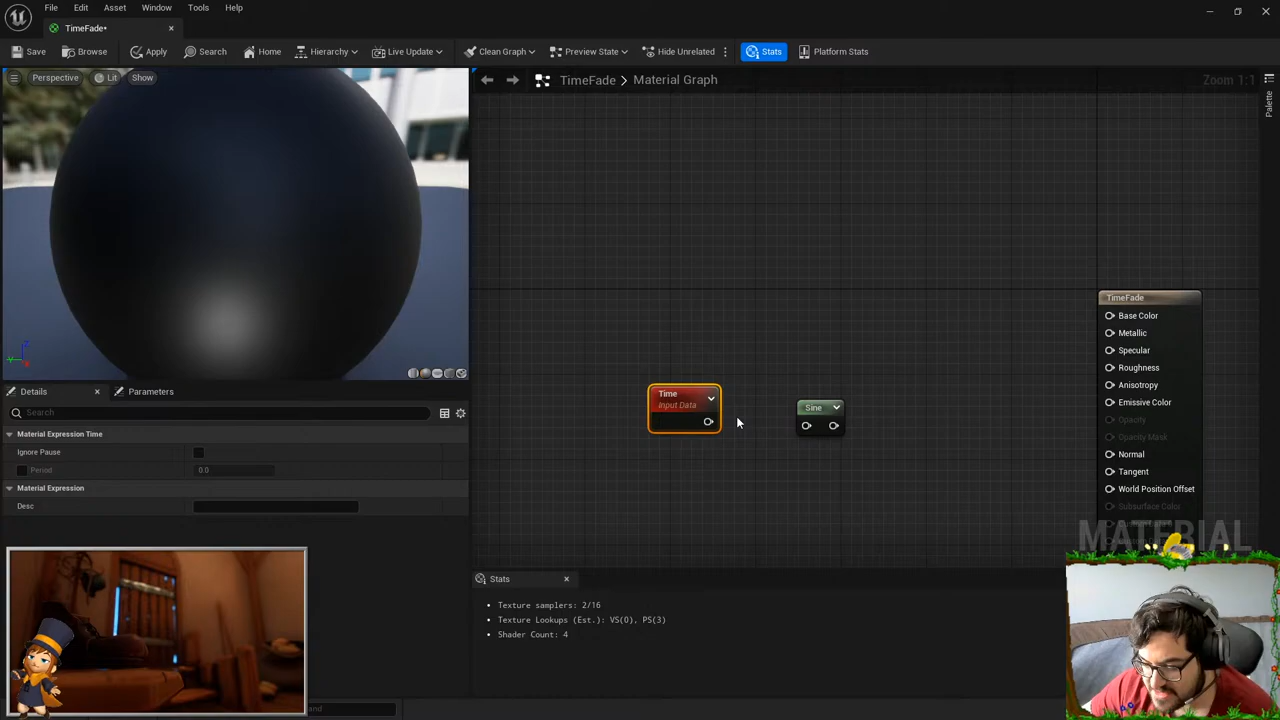 File Edit Asset Window Tools Help
TimeFade•
Save Browse Apply Search Home Hierarchy Live Update Clean Graph Preview State Hide Unrelated Stats Platform Stats
Perspective Lit Show
TimeFade > Material Graph
Zoom 1:1
Palette
TimeFade
Base Color
Metallic
Specular
Roughness
Anisotropy
Emissive Color
Opacity
Opacity Mask
Normal
Tangent
World Position Offset
Subsurface Color
Time
Input Data
Sine
MATERIAL
Details
Parameters
Search
Material Expression Time
Ignore Pause
Period 0.0
Material Expression
Desc
Stats
Texture samplers: 2/16
Texture Lookups (Est.): VS(0), PS(3)
Shader Count: 4